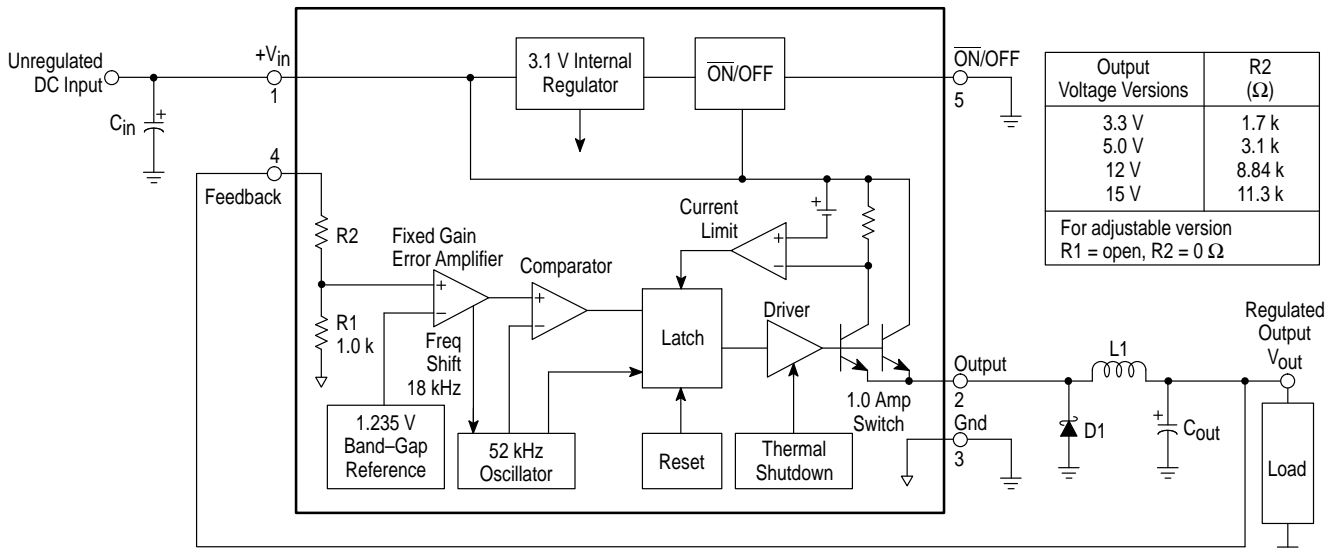 Unregulated
DC Input
Cin
+Vin
1
4
Feedback
3.1 V Internal
Regulator
O̅N̅/OFF
O̅N̅/OFF
5
Output
Voltage Versions
R2
(Ω)
3.3 V
1.7 k
5.0 V
3.1 k
12 V
8.84 k
15 V
11.3 k
For adjustable version
R1 = open, R2 = 0 Ω
R2
R1
1.0 k
Fixed Gain
Error Amplifier
+
–
Freq
Shift
18 kHz
Comparator
+
–
Current
Limit
+
–
+
+
Latch
Driver
1.0 Amp
Switch
1.235 V
Band–Gap
Reference
52 kHz
Oscillator
Reset
Thermal
Shutdown
Output
2
Gnd
3
D1
L1
+
Cout
Regulated
Output
Vout
Load